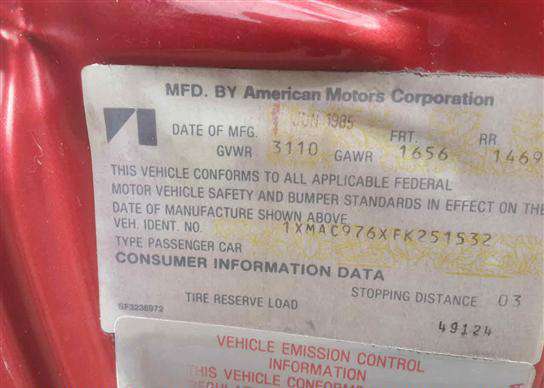 MFD. BY American Motors Corporation
DATE OF MFG. JUN 1985 FRT. RR
GVWR 3110 GAWR 1656 1469
THIS VEHICLE CONFORMS TO ALL APPLICABLE FEDERAL
MOTOR VEHICLE SAFETY AND BUMPER STANDARDS IN EFFECT ON THE
DATE OF MANUFACTURE SHOWN ABOVE
VEH. IDENT. NO. 1XMAC976XFK251532
TYPE PASSENGER CAR
CONSUMER INFORMATION DATA
TIRE RESERVE LOAD STOPPING DISTANCE 03
SF3236972 49124
VEHICLE EMISSION CONTROL
INFORMATION
THIS VEHICLE CONFORMS TO